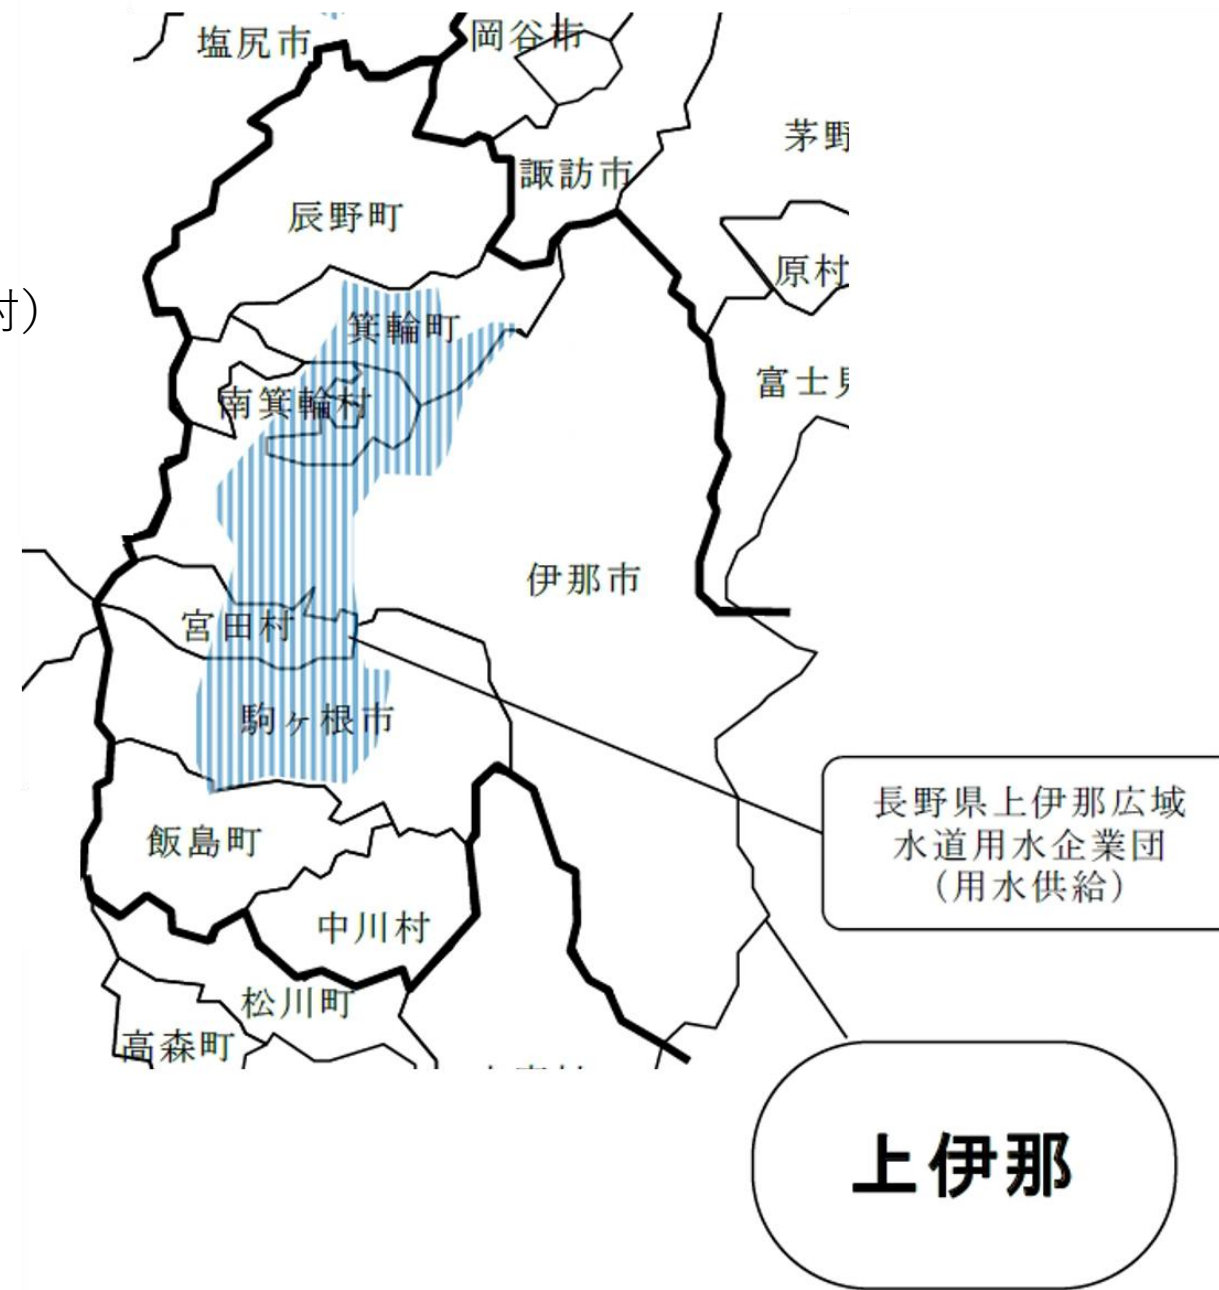 塩尻市
岡谷市
茅野
諏訪市
辰野町
原村
村）
箕輪町
富士見
南箕輪村
伊那市
宮田村
駒ヶ根市
長野県上伊那広域
水道用水企業団
（用水供給）
飯島町
中川村
松川町
高森町
上伊那